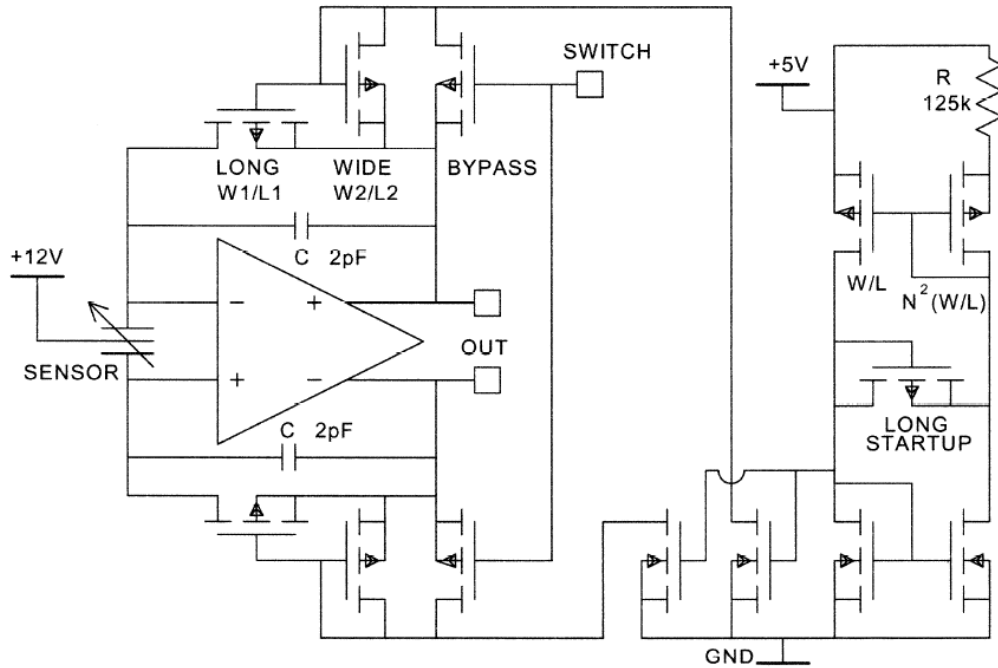 SWITCH
+5V
R
125k
LONG
W1/L1
WIDE
W2/L2
BYPASS
+12V
C 2pF
W/L
N²(W/L)
− +
OUT
SENSOR
+ −
C 2pF
LONG
STARTUP
GND